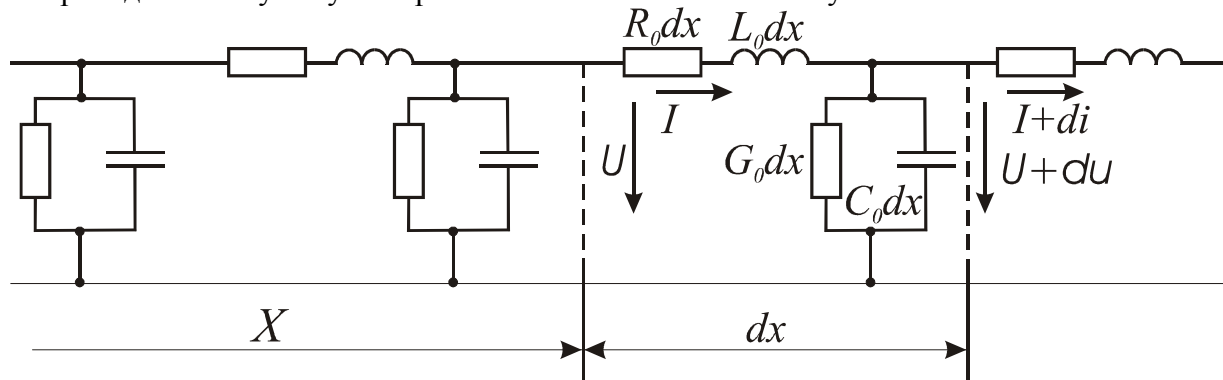 R₀dx
L₀dx
I
U
G₀dx
C₀dx
I+di
U+du
X
dx